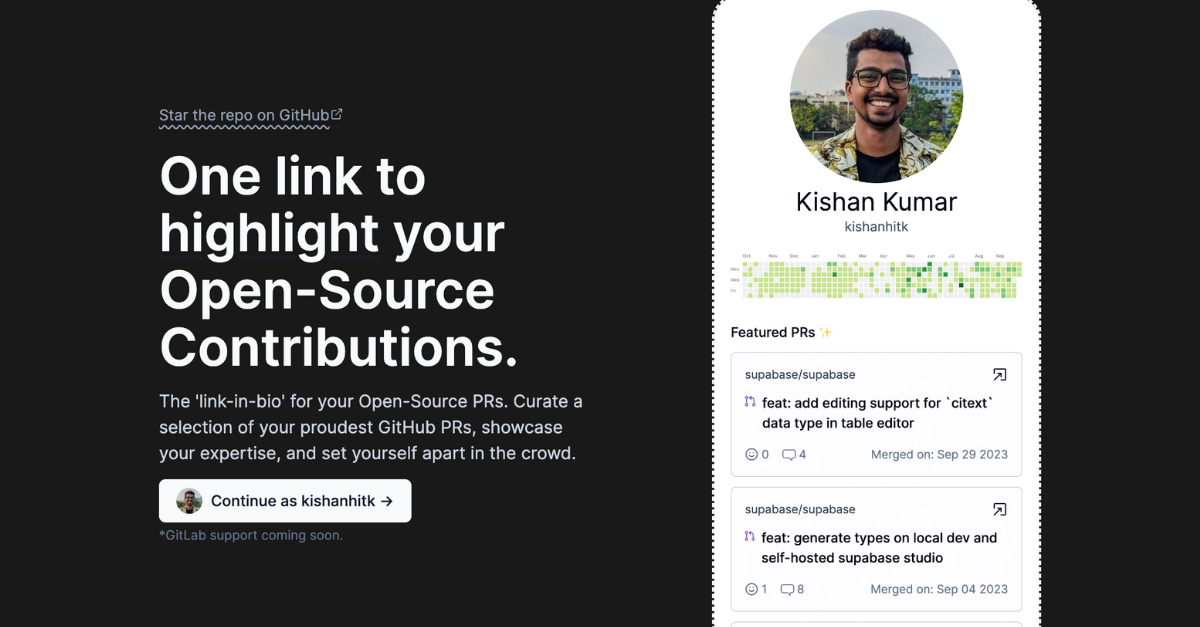 Star the repo on GitHub
One link to
highlight your
Open-Source
Contributions.
The 'link-in-bio' for your Open-Source PRs. Curate a
selection of your proudest GitHub PRs, showcase
your expertise, and set yourself apart in the crowd.
Continue as kishanhitk →
*GitLab support coming soon.
Kishan Kumar
kishanhitk
Oct Nov Dec Jan Feb Mar Apr May Jun Jul Aug Sep
Mon
Wed
Fri
Featured PRs ✨
supabase/supabase
feat: add editing support for `citext`
data type in table editor
0 4 Merged on: Sep 29 2023
supabase/supabase
feat: generate types on local dev and
self-hosted supabase studio
1 8 Merged on: Sep 04 2023